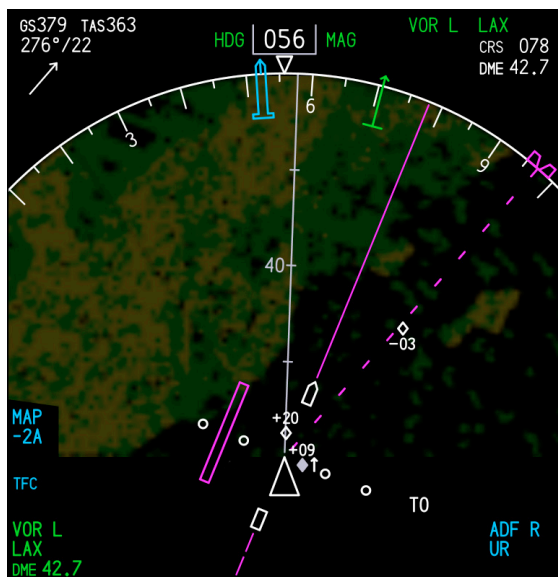 GS379 TAS363
276°/22
HDG 056 MAG
VOR L LAX
CRS 078
DME 42.7
3
6
9
40
-03
+20
+09
MAP
-2A
TFC
TO
VOR L
LAX
DME 42.7
ADF R
UR